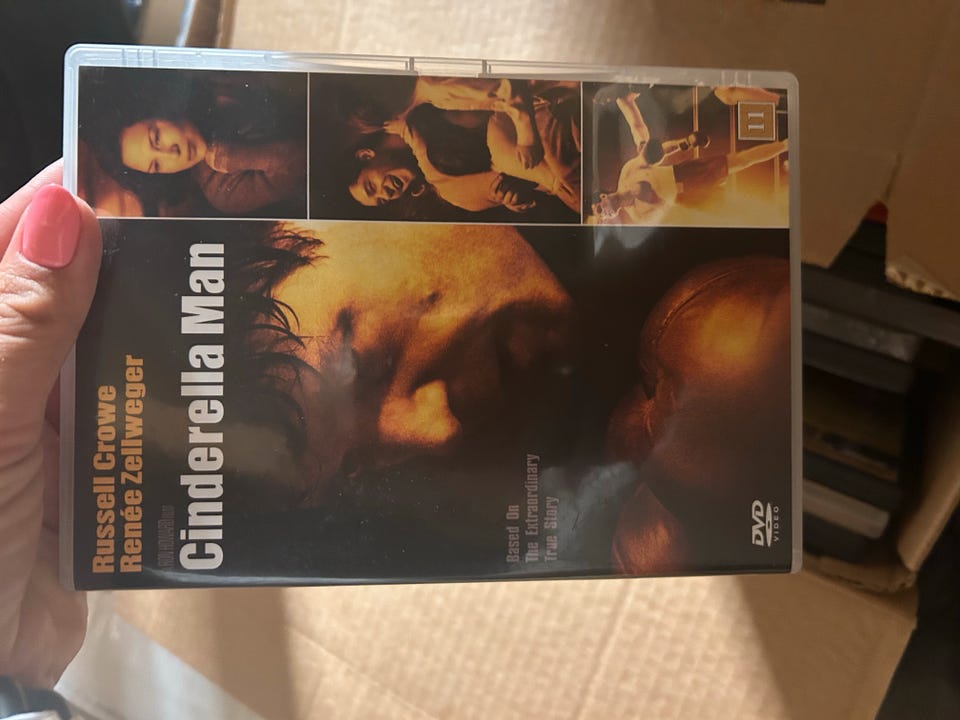 Russell Crowe
Renée Zellweger
Cinderella Man
Based On
The Extraordinary
True Story
11
DVD
VIDEO